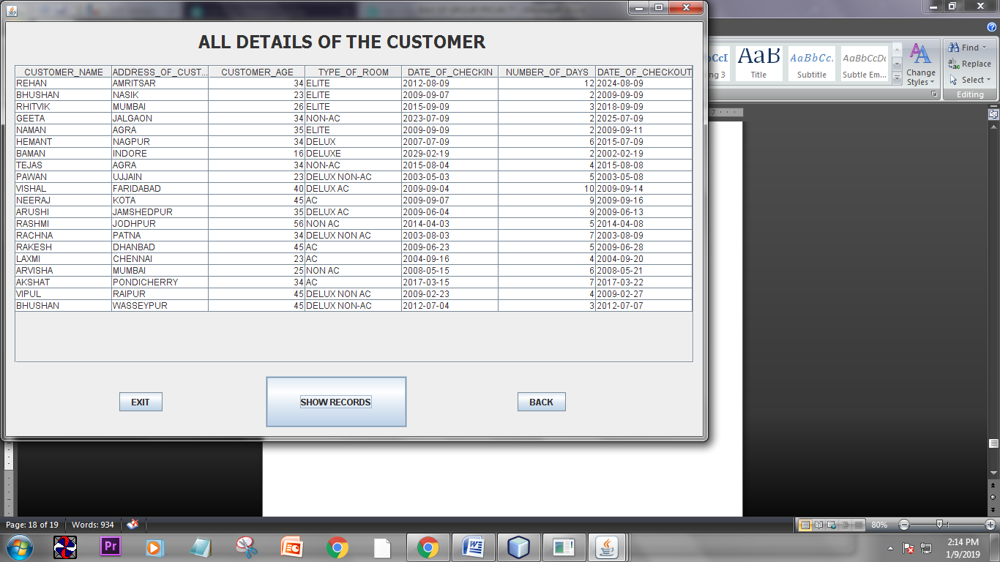 ALL DETAILS OF THE CUSTOMER
CUSTOMER_NAME ADDRESS_OF_CUST... CUSTOMER_AGE TYPE_OF_ROOM DATE_OF_CHECKIN NUMBER_OF_DAYS DATE_OF_CHECKOUT
REHAN AMRITSAR 34 ELITE 2012-08-09 12 2024-08-09
BHUSHAN NASIK 23 ELITE 2009-09-07 2 2009-09-09
RHITVIK MUMBAI 26 ELITE 2015-09-09 3 2018-09-09
GEETA JALGAON 34 NON-AC 2023-07-09 2 2025-07-09
NAMAN AGRA 35 ELITE 2009-09-09 2 2009-09-11
HEMANT NAGPUR 34 DELUX 2007-07-09 6 2015-07-09
BAMAN INDORE 16 DELUXE 2029-02-19 2 2002-02-19
TEJAS AGRA 34 NON-AC 2015-08-04 4 2015-08-08
PAWAN UJJAIN 23 DELUX NON-AC 2003-05-03 5 2003-05-08
VISHAL FARIDABAD 40 DELUX AC 2009-09-04 10 2009-09-14
NEERAJ KOTA 45 AC 2009-09-07 9 2009-09-16
ARUSHI JAMSHEDPUR 35 DELUX AC 2009-06-04 9 2009-06-13
RASHMI JODHPUR 56 NON AC 2014-04-03 5 2014-04-08
RACHNA PATNA 34 DELUX NON AC 2003-08-03 7 2003-08-09
RAKESH DHANBAD 45 AC 2009-06-23 5 2009-06-28
LAXMI CHENNAI 23 AC 2004-09-16 4 2004-09-20
ARVISHA MUMBAI 25 NON AC 2008-05-15 6 2008-05-21
AKSHAT PONDICHERRY 34 AC 2017-03-15 7 2017-03-22
VIPUL RAIPUR 45 DELUX NON AC 2009-02-23 4 2009-02-27
BHUSHAN WASSEYPUR 45 DELUX NON-AC 2012-07-04 3 2012-07-07
EXIT SHOW RECORDS BACK
AaB AaBbCc. AaBbCcDc
ng 3 Title Subtitle Subtle Em...
Change
Styles
Find
Replace
Select
Editing
7
Page: 18 of 19 Words: 934 80%
Pr
2:14 PM
1/9/2019